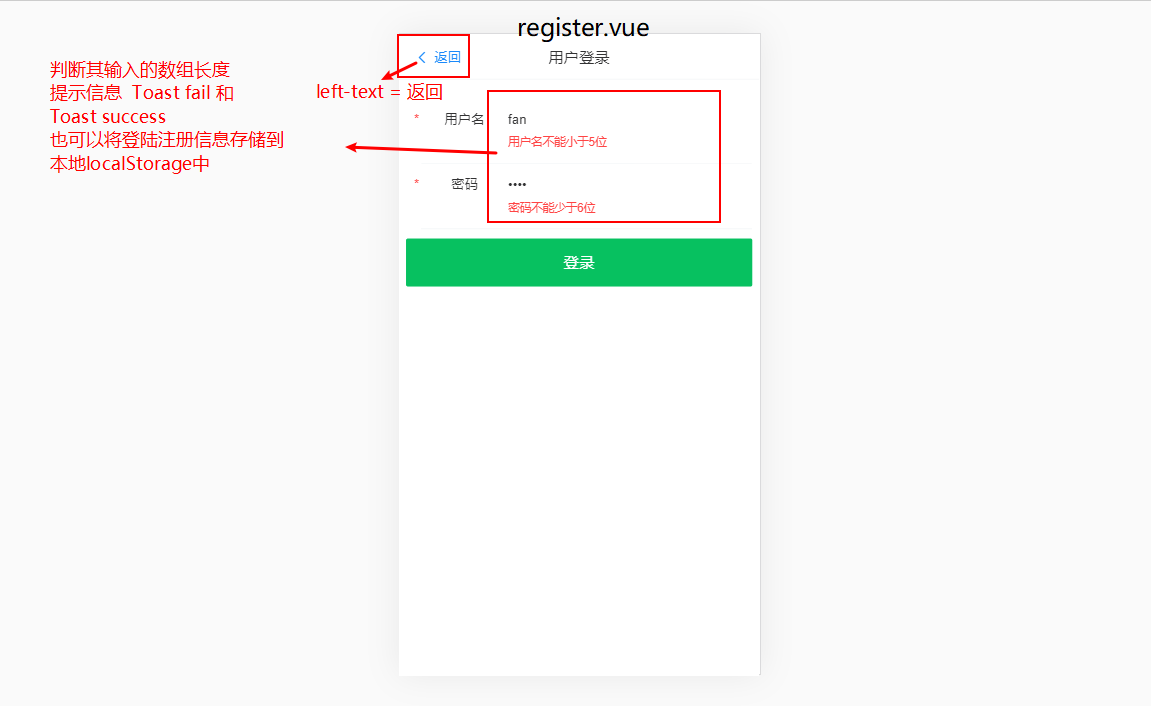 register.vue
返回
用户登录
判断其输入的数组长度
提示信息 Toast fail 和
Toast success
也可以将登陆注册信息存储到
本地localStorage中
left-text = 返回
* 用户名 fan
用户名不能小于5位
* 密码 ••••
密码不能少于6位
登录